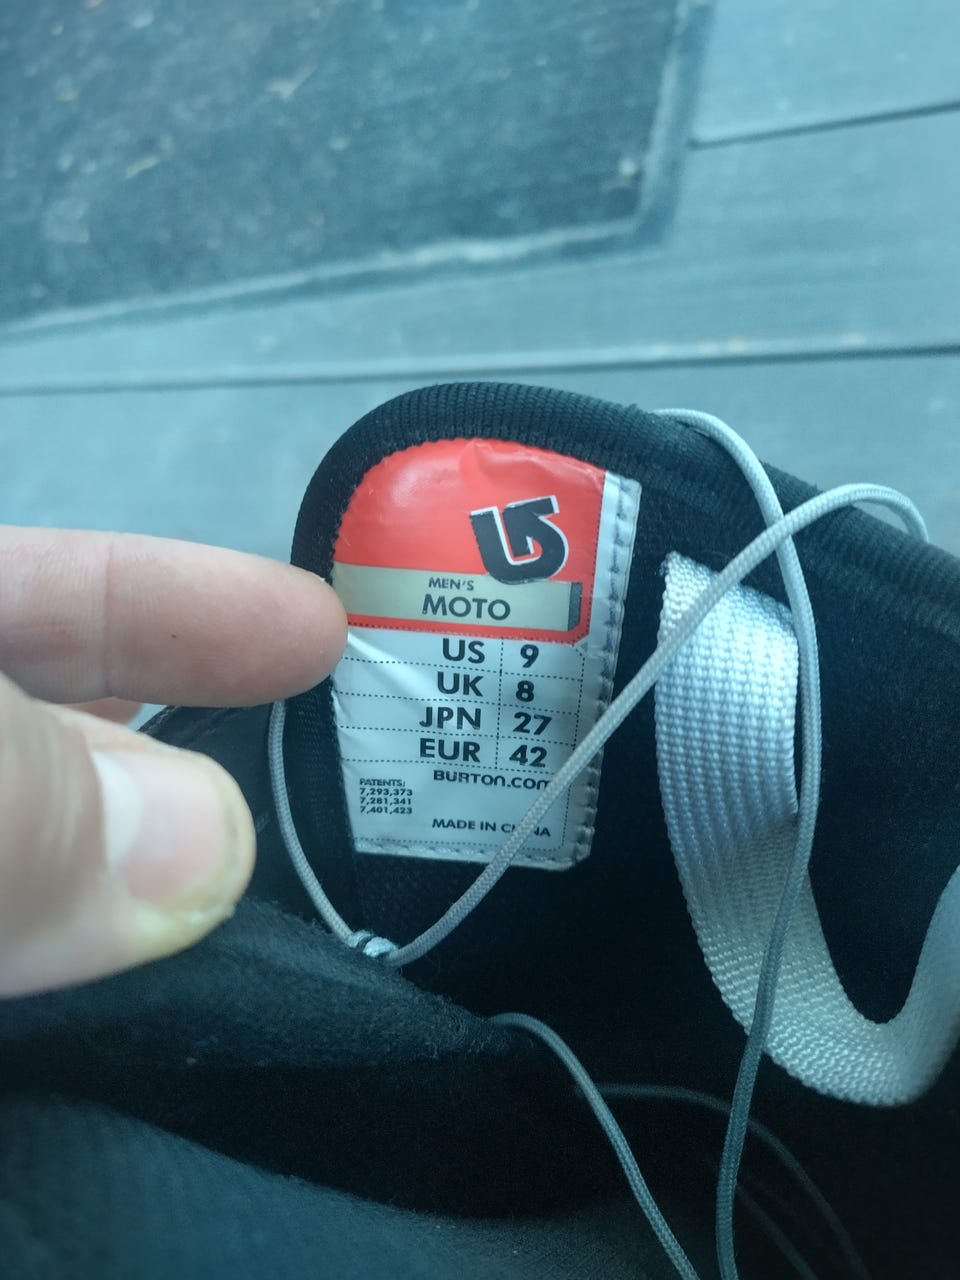 MEN'S
MOTO
US 9
UK 8
JPN 27
EUR 42
BURTON.COM
PATENTS:
7,293,373
7,281,341
7,401,423
MADE IN CHINA